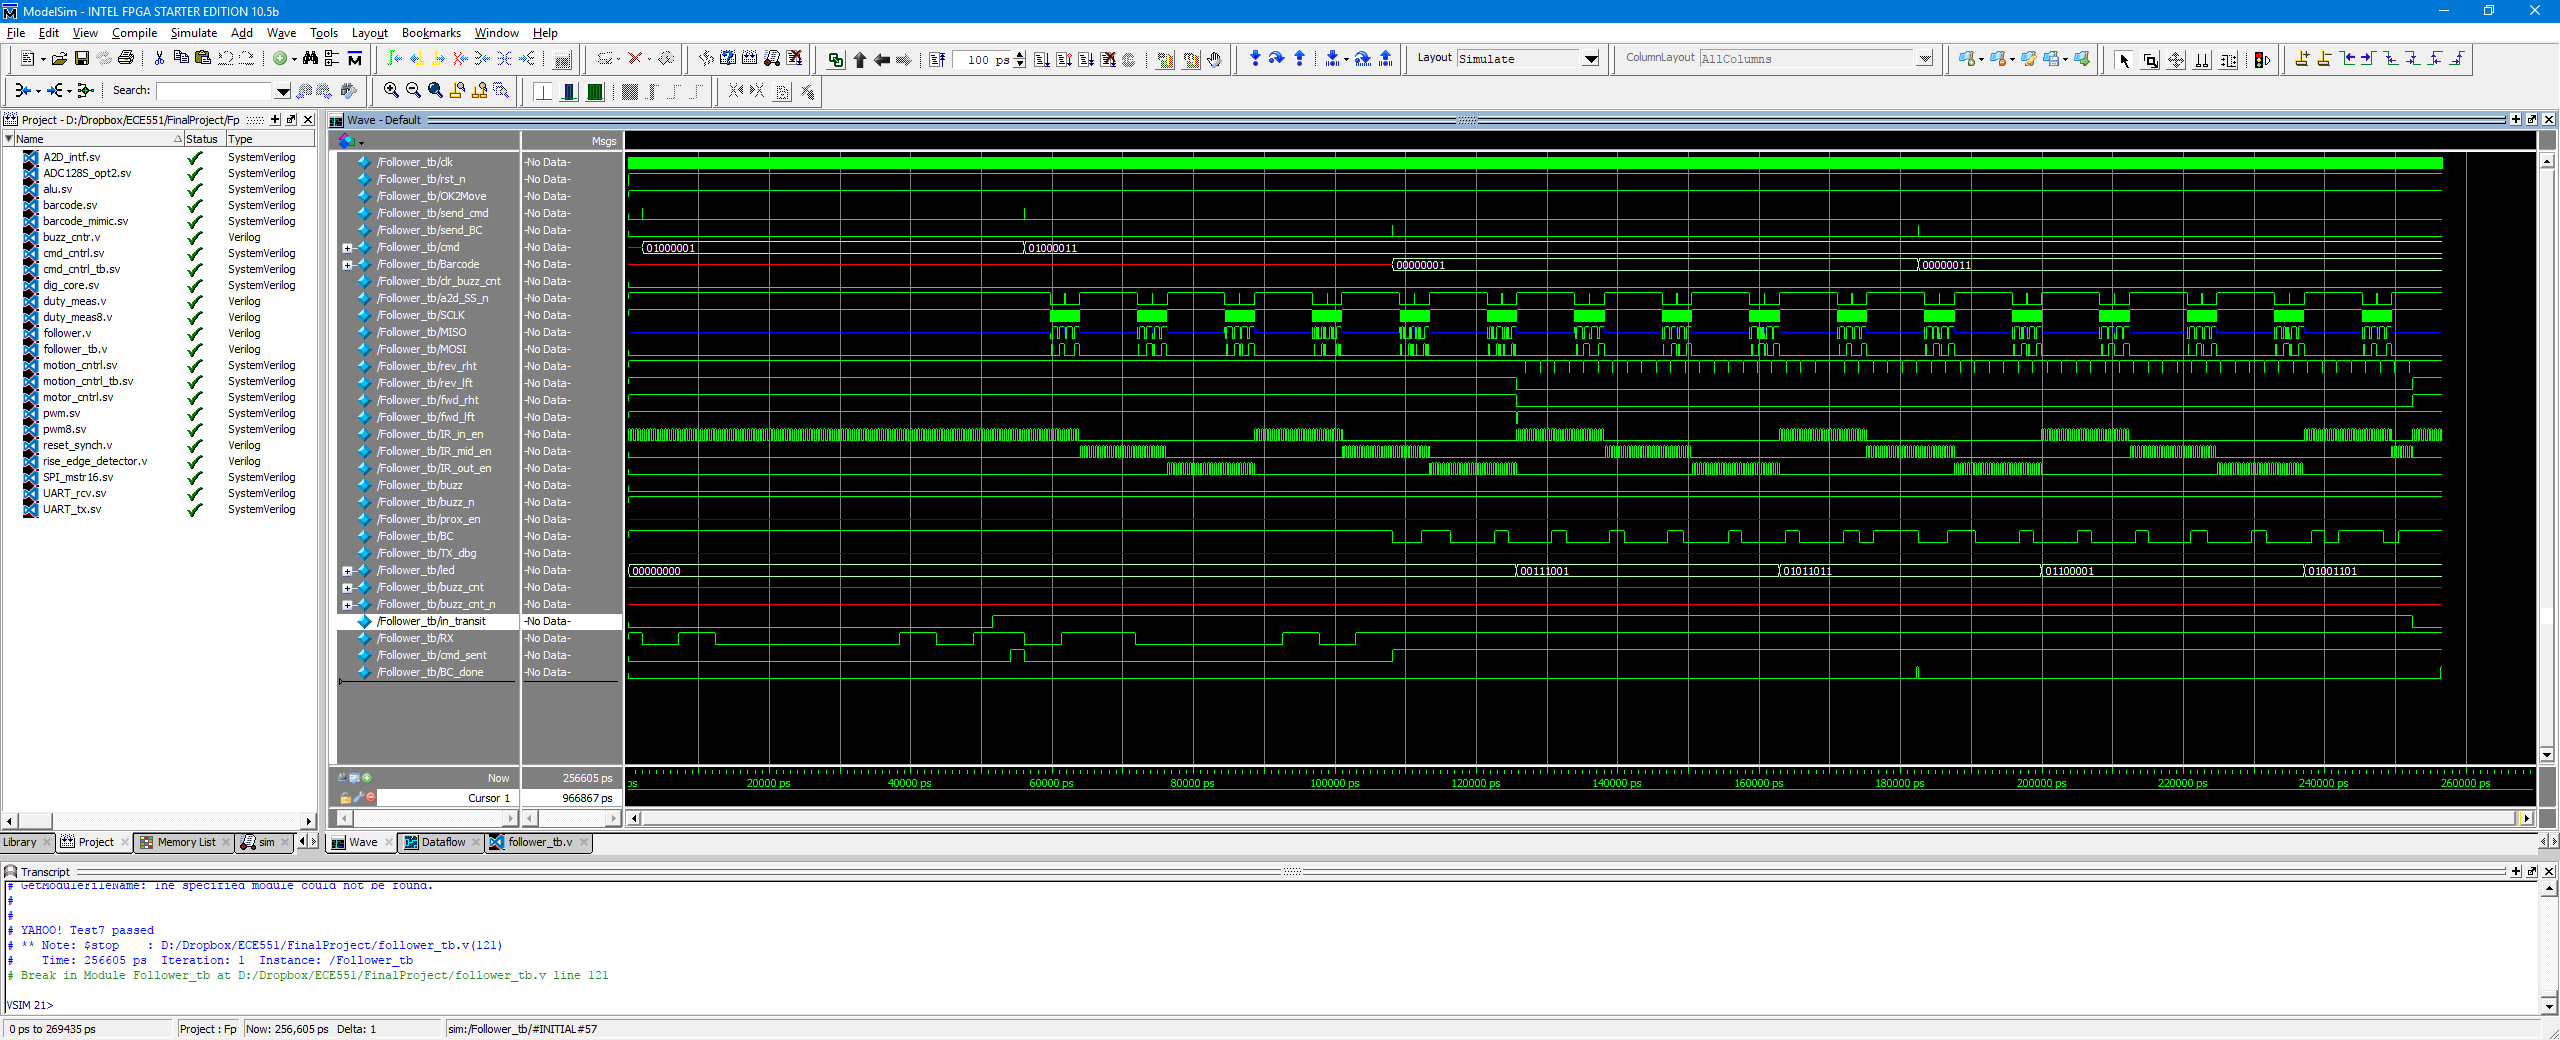 ModelSim - INTEL FPGA STARTER EDITION 10.5b
File Edit View Compile Simulate Add Wave Tools Layout Bookmarks Window Help
100 ps
Layout Simulate
ColumnLayout AllColumns
Search:
Project - D:/Dropbox/ECE551/FinalProject/Fp
Name Status Type
A2D_intf.sv SystemVerilog
ADC128S_opt2.sv SystemVerilog
alu.sv SystemVerilog
barcode.sv SystemVerilog
barcode_mimic.sv SystemVerilog
buzz_cntr.v Verilog
cmd_cntrl.sv SystemVerilog
cmd_cntrl_tb.sv SystemVerilog
dig_core.sv SystemVerilog
duty_meas.v Verilog
duty_meas8.v Verilog
follower.v Verilog
follower_tb.v Verilog
motion_cntrl.sv SystemVerilog
motion_cntrl_tb.sv SystemVerilog
motor_cntrl.sv SystemVerilog
pwm.sv SystemVerilog
pwm8.sv SystemVerilog
reset_synch.v Verilog
rise_edge_detector.v Verilog
SPI_mstr16.sv SystemVerilog
UART_rcv.sv SystemVerilog
UART_tx.sv SystemVerilog
Library Project Memory List sim
Wave - Default
Msgs
/Follower_tb/clk -No Data-
/Follower_tb/rst_n -No Data-
/Follower_tb/OK2Move -No Data-
/Follower_tb/send_cmd -No Data-
/Follower_tb/send_BC -No Data-
/Follower_tb/cmd -No Data- 01000001 01000011
/Follower_tb/Barcode -No Data- 00000001 00000011
/Follower_tb/clr_buzz_cnt -No Data-
/Follower_tb/a2d_SS_n -No Data-
/Follower_tb/SCLK -No Data-
/Follower_tb/MISO -No Data-
/Follower_tb/MOSI -No Data-
/Follower_tb/rev_rht -No Data-
/Follower_tb/rev_lft -No Data-
/Follower_tb/fwd_rht -No Data-
/Follower_tb/fwd_lft -No Data-
/Follower_tb/IR_in_en -No Data-
/Follower_tb/IR_mid_en -No Data-
/Follower_tb/IR_out_en -No Data-
/Follower_tb/buzz -No Data-
/Follower_tb/buzz_n -No Data-
/Follower_tb/prox_en -No Data-
/Follower_tb/BC -No Data-
/Follower_tb/TX_dbg -No Data-
/Follower_tb/led -No Data- 00000000 00111001 01011011 01100001 01001101
/Follower_tb/buzz_cnt -No Data-
/Follower_tb/buzz_cnt_n -No Data-
/Follower_tb/in_transit -No Data-
/Follower_tb/RX -No Data-
/Follower_tb/cmd_sent -No Data-
/Follower_tb/BC_done -No Data-
Now 256605 ps
ps 20000 ps 40000 ps 60000 ps 80000 ps 100000 ps 120000 ps 140000 ps 160000 ps 180000 ps 200000 ps 220000 ps 240000 ps 260000 ps
Cursor 1 966867 ps
Wave Dataflow follower_tb.v
Transcript
# GetModuleFileName: The specified module could not be found.
#
#
# YAHOO! Test7 passed
# ** Note: $stop : D:/Dropbox/ECE551/FinalProject/follower_tb.v(121)
# Time: 256605 ps Iteration: 1 Instance: /Follower_tb
# Break in Module Follower_tb at D:/Dropbox/ECE551/FinalProject/follower_tb.v line 121
VSIM 21>
0 ps to 269435 ps Project : Fp Now: 256,605 ps Delta: 1 sim:/Follower_tb/#INITIAL#57